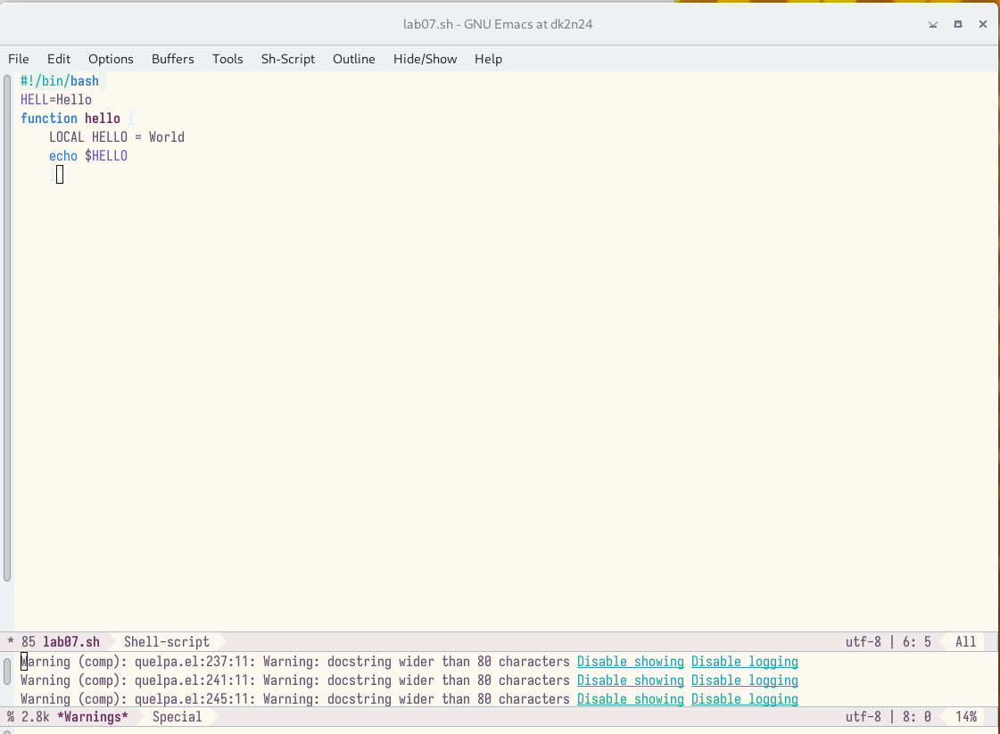 lab07.sh - GNU Emacs at dk2n24
File Edit Options Buffers Tools Sh-Script Outline Hide/Show Help
#!/bin/bash
HELL=Hello
function hello {
    LOCAL HELLO = World
    echo $HELLO
    }
* 85 lab07.sh Shell-script utf-8 | 6: 5 All
Warning (comp): quelpa.el:237:11: Warning: docstring wider than 80 characters Disable showing Disable logging
Warning (comp): quelpa.el:241:11: Warning: docstring wider than 80 characters Disable showing Disable logging
Warning (comp): quelpa.el:245:11: Warning: docstring wider than 80 characters Disable showing Disable logging
% 2.8k *Warnings* Special utf-8 | 8: 0 14%